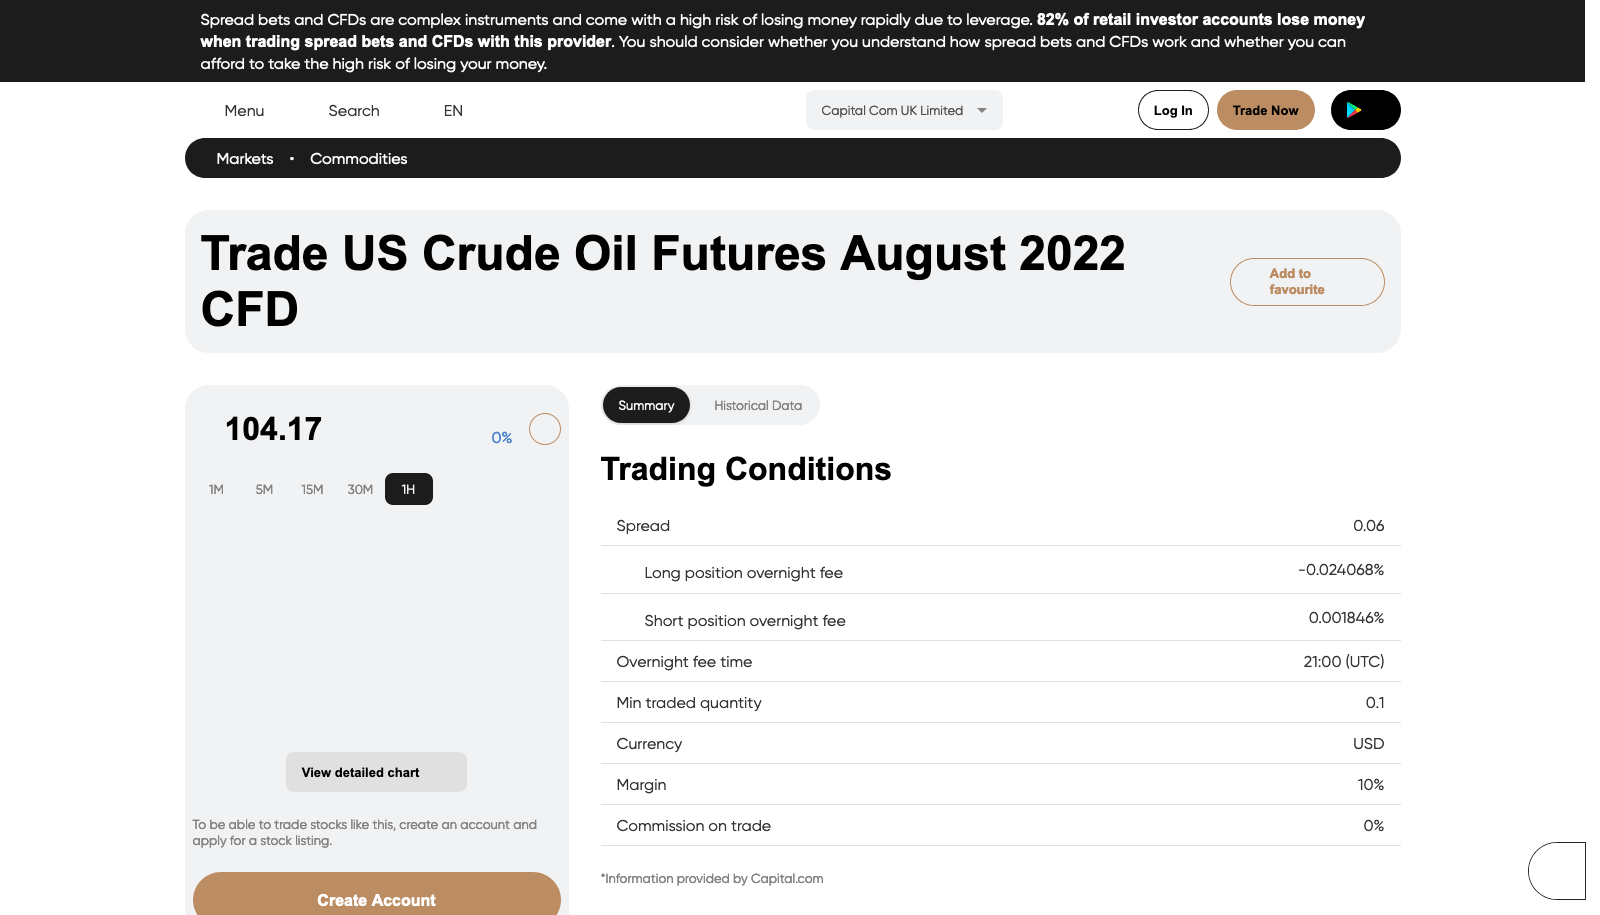 Spread bets and CFDs are complex instruments and come with a high risk of losing money rapidly due to leverage. 82% of retail investor accounts lose money
when trading spread bets and CFDs with this provider. You should consider whether you understand how spread bets and CFDs work and whether you can
afford to take the high risk of losing your money.
Menu Search EN Capital Com UK Limited Log In Trade Now
Markets • Commodities
Trade US Crude Oil Futures August 2022
CFD
Add to
favourite
104.17 0%
1M 5M 15M 30M 1H
View detailed chart
To be able to trade stocks like this, create an account and
apply for a stock listing.
Create Account
Summary Historical Data
Trading Conditions
Spread 0.06
Long position overnight fee -0.024068%
Short position overnight fee 0.001846%
Overnight fee time 21:00 (UTC)
Min traded quantity 0.1
Currency USD
Margin 10%
Commission on trade 0%
*Information provided by Capital.com